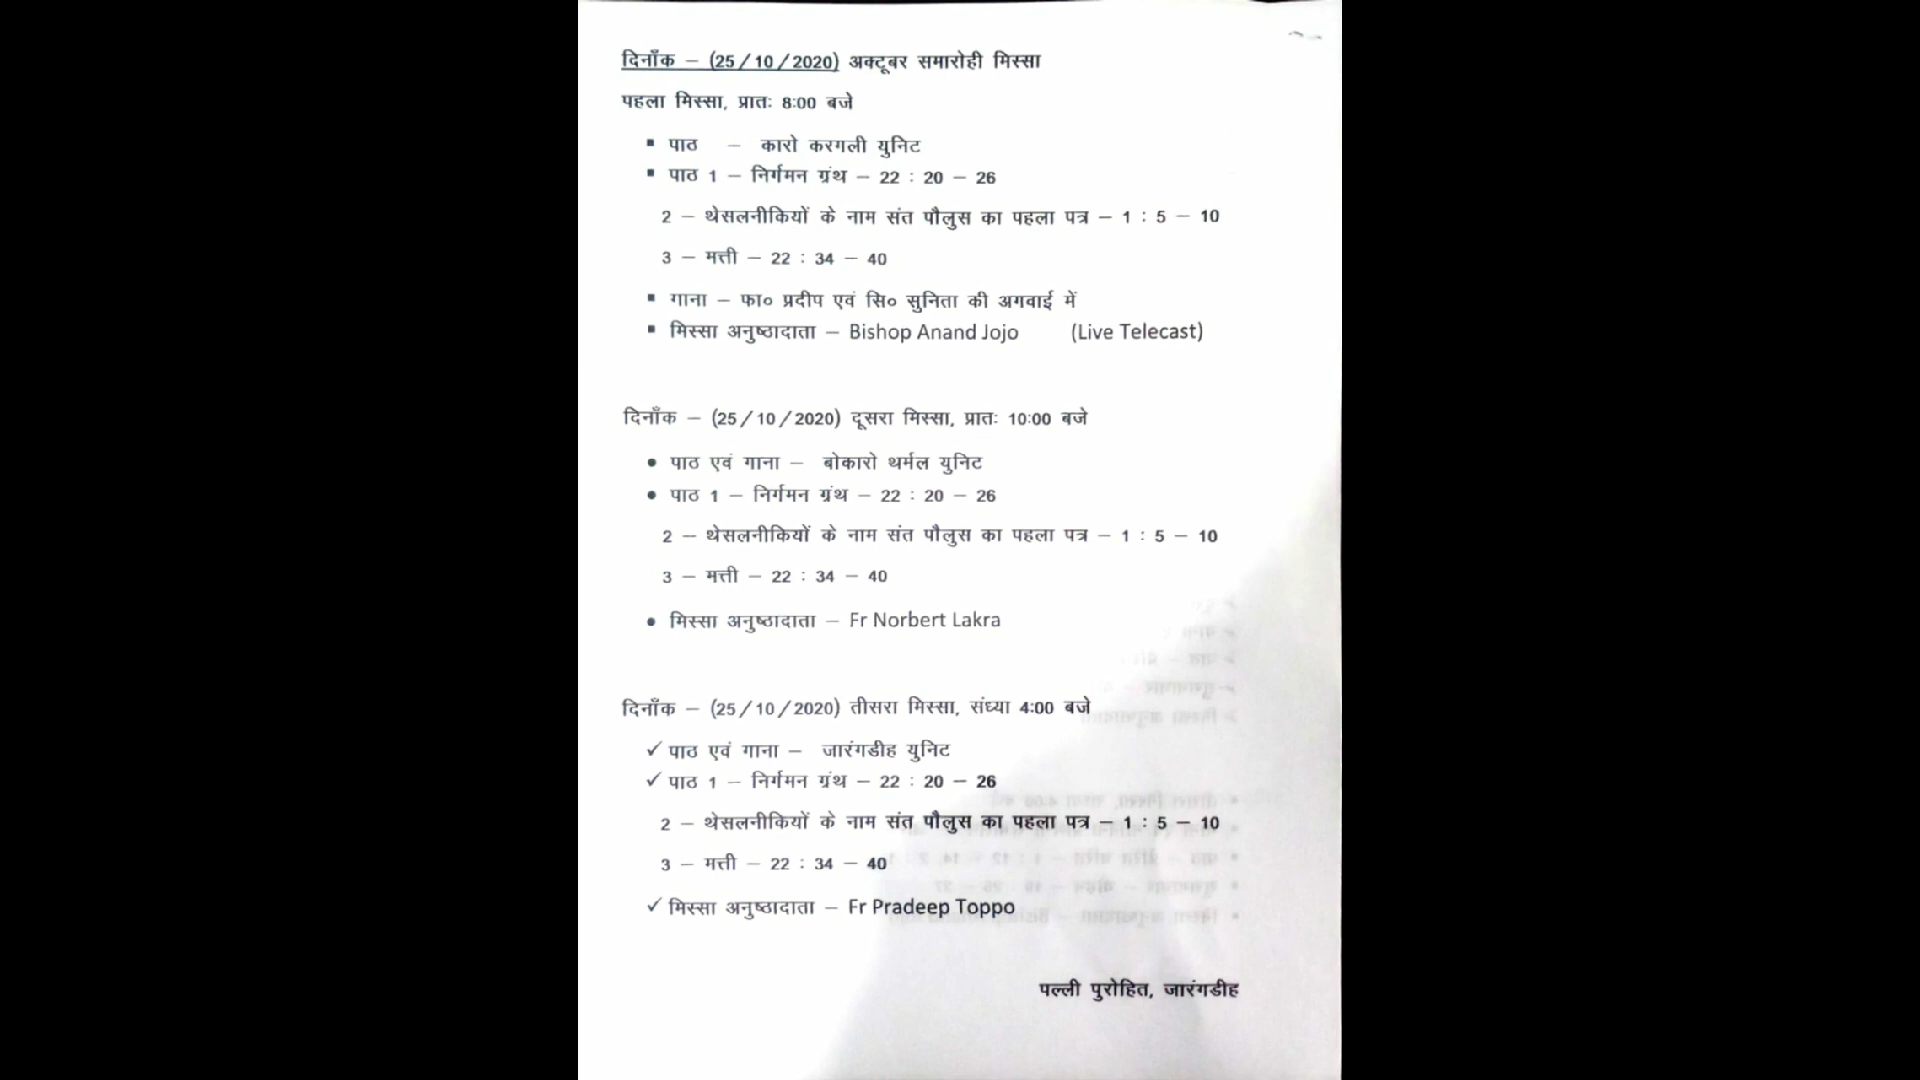 दिनाँक – (25/10/2020) अक्टूबर समारोही मिस्सा
पहला मिस्सा, प्रातः 8:00 बजे
▪ पाठ – कारो करगली युनिट
▪ पाठ 1 – निर्गमन ग्रंथ – 22 : 20 – 26
2 – थेसलनीकियों के नाम संत पौलुस का पहला पत्र – 1 : 5 – 10
3 – मत्ती – 22 : 34 – 40
▪ गाना – फा० प्रदीप एवं सि० सुनिता की अगवाई में
▪ मिस्सा अनुष्ठादाता – Bishop Anand Jojo (Live Telecast)
दिनाँक – (25/10/2020) दूसरा मिस्सा, प्रातः 10:00 बजे
• पाठ एवं गाना – बोकारो थर्मल युनिट
• पाठ 1 – निर्गमन ग्रंथ – 22 : 20 – 26
2 – थेसलनीकियों के नाम संत पौलुस का पहला पत्र – 1 : 5 – 10
3 – मत्ती – 22 : 34 – 40
• मिस्सा अनुष्ठादाता – Fr Norbert Lakra
दिनाँक – (25/10/2020) तीसरा मिस्सा, संध्या 4:00 बजे
✓ पाठ एवं गाना – जारंगडीह युनिट
✓ पाठ 1 – निर्गमन ग्रंथ – 22 : 20 – 26
2 – थेसलनीकियों के नाम संत पौलुस का पहला पत्र – 1 : 5 – 10
3 – मत्ती – 22 : 34 – 40
✓ मिस्सा अनुष्ठादाता – Fr Pradeep Toppo
पल्ली पुरोहित, जारंगडीह